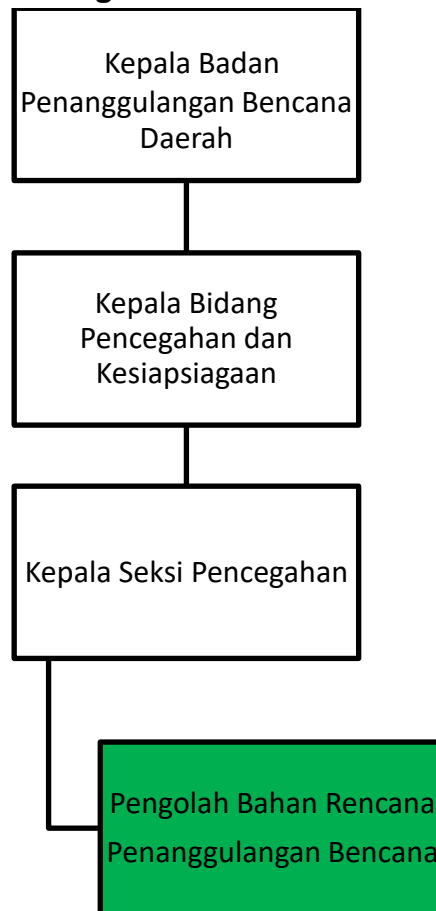 Kepala Badan
Penanggulangan Bencana
Daerah
Kepala Bidang
Pencegahan dan
Kesiapsiagaan
Kepala Seksi Pencegahan
Pengolah Bahan Rencana
Penanggulangan Bencana